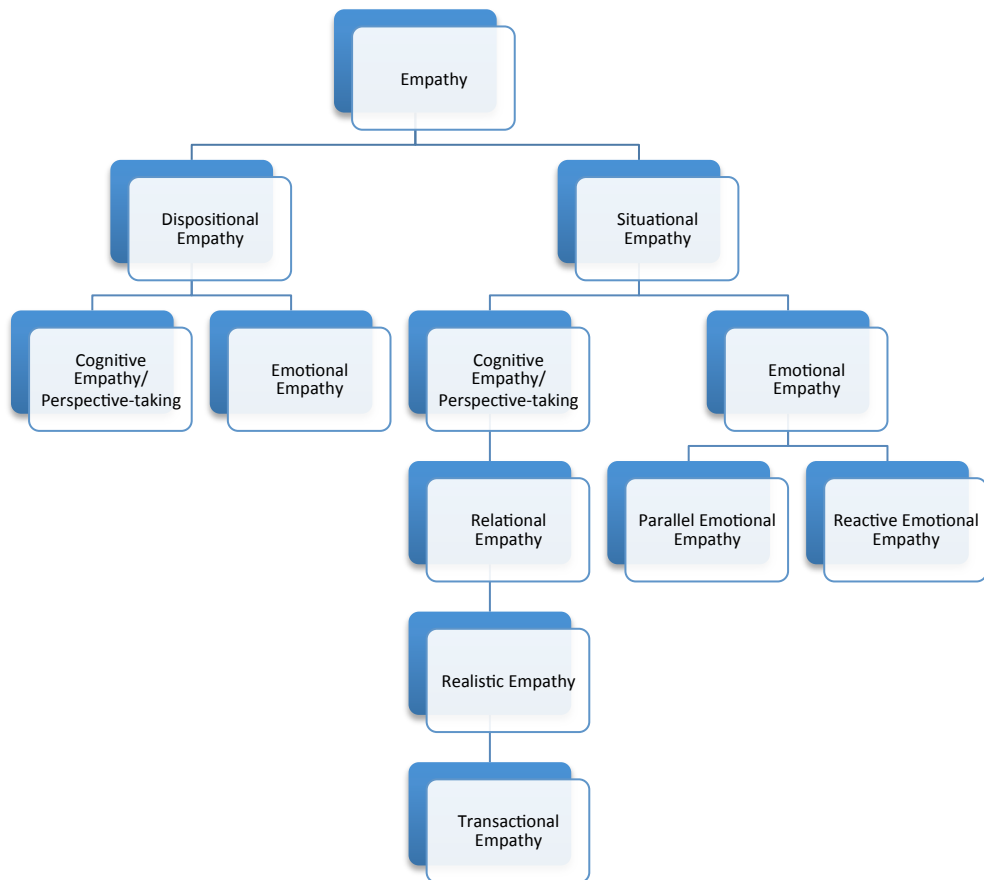 Empathy
Dispositional
Empathy
Situational
Empathy
Cognitive
Empathy/
Perspective-taking
Emotional
Empathy
Cognitive
Empathy/
Perspective-taking
Emotional
Empathy
Relational
Empathy
Parallel Emotional
Empathy
Reactive Emotional
Empathy
Realistic Empathy
Transactional
Empathy